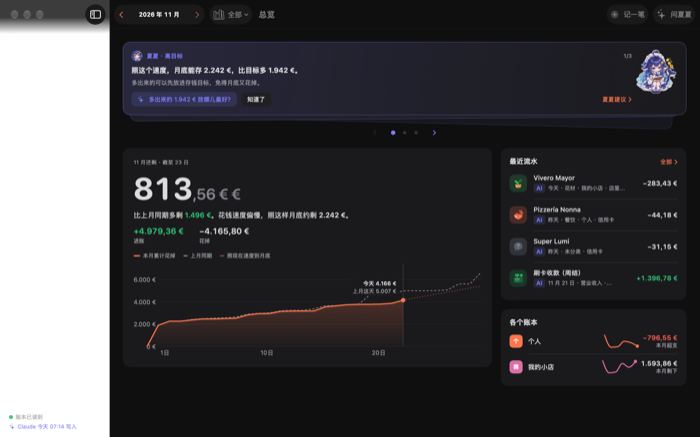 2026 年 11 月
全部
总览
记一笔
问夏夏
夏夏 · 离目标
1/3
照这个速度，月底能存 2.242 €，比目标多 1.942 €。
多出来的可以先放进存钱目标，免得月底又花掉。
多出来的 1.942 € 放哪儿最好？
知道了
夏夏建议
11 月还剩 · 截至 23 日
813,56 € €
比上月同期多剩 1.496 €。花钱速度偏慢，照这样月底约剩 2.242 €。
+4.979,36 €
−4.165,80 €
进账
花掉
本月累计花掉
上月同期
照现在速度到月底
今天 4.166 €
上月这天 5.007 €
6.000 €
4.000 €
2.000 €
0 €
1日
10日
20日
最近流水
全部
Vivero Mayor
AI 今天 · 花材 · 我的小店 · 店里…
−283,43 €
Pizzería Nonna
AI 昨天 · 餐饮 · 个人 · 信用卡
−44,18 €
Super Lumi
AI 昨天 · 未分类 · 信用卡
−31,15 €
刷卡收款（周结）
AI 11 月 21 日 · 营业收入 ·
+1.396,78 €
各个账本
个
个人
−796,55 €
本月超支
我的小店
1.593,86 €
本月剩下
账本已读到
Claude 今天 07:14 写入